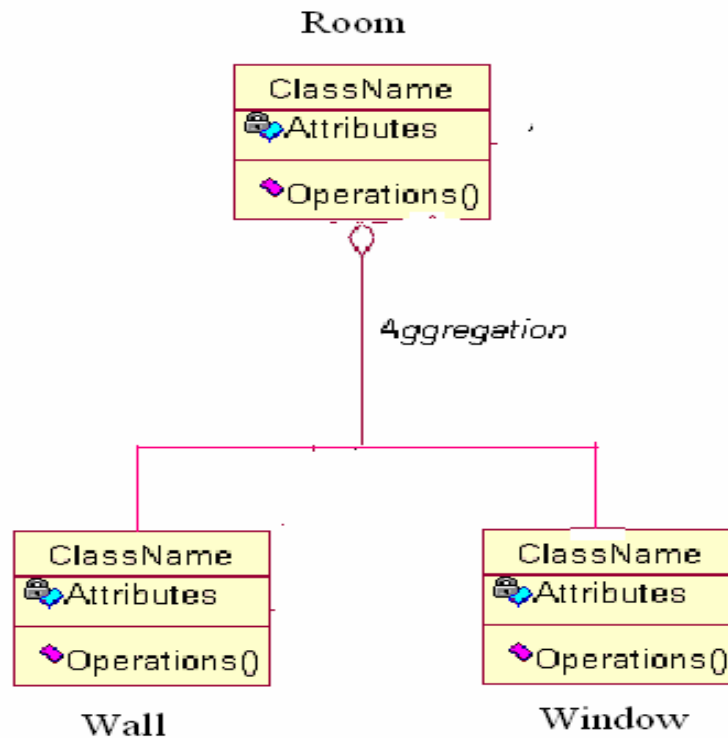 Room
ClassName
Attributes
Operations()
Aggregation
ClassName
Attributes
Operations()
Wall
ClassName
Attributes
Operations()
Window